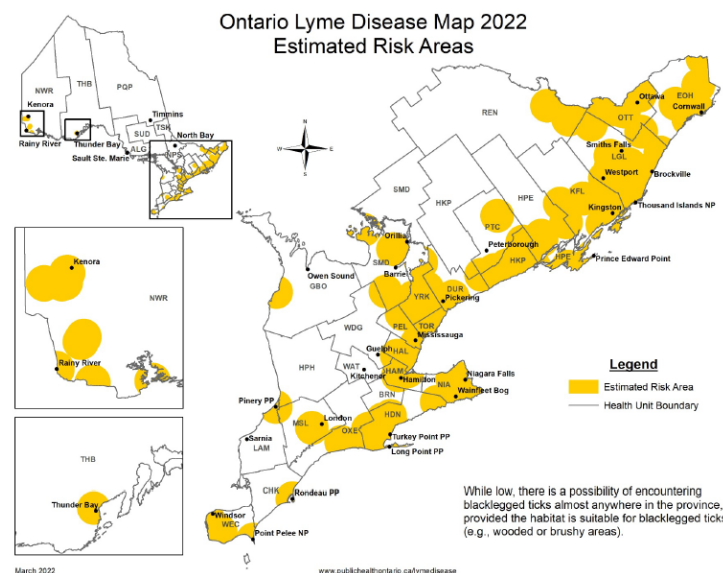 Ontario Lyme Disease Map 2022
Estimated Risk Areas
NWR
THB
PQP
Kenora
Timmins
TSK
SUD
North Bay
Rainy River
Thunder Bay
ALG
NPS
Sault Ste. Marie
N
W
E
S
REN
Ottawa
EOH
OTT
Cornwall
Smiths Falls
LGL
Westport
Brockville
SMD
HKP
HPE
KFL
Kingston
Thousand Islands NP
PTC
Peterborough
HKP
HPE
Prince Edward Point
Orillia
SMD
Barrie
Owen Sound
GBO
YRK
DUR
Pickering
WDG
PEL
TOR
Mississauga
Guelph
HAL
HPH
WAT
Kitchener
HAM
Hamilton
Niagara Falls
NIA
Wainfleet Bog
BRN
Pinery PP
HDN
MSL
London
OXE
Turkey Point PP
Sarnia
LAM
Long Point PP
CHK
Rondeau PP
Windsor
WEC
Point Pelee NP
Kenora
NWR
Rainy River
THB
Thunder Bay
Legend
Estimated Risk Area
Health Unit Boundary
While low, there is a possibility of encountering
blacklegged ticks almost anywhere in the province,
provided the habitat is suitable for blacklegged ticks
(e.g., wooded or brushy areas).
March 2022
www.publichealthontario.ca/lymedisease